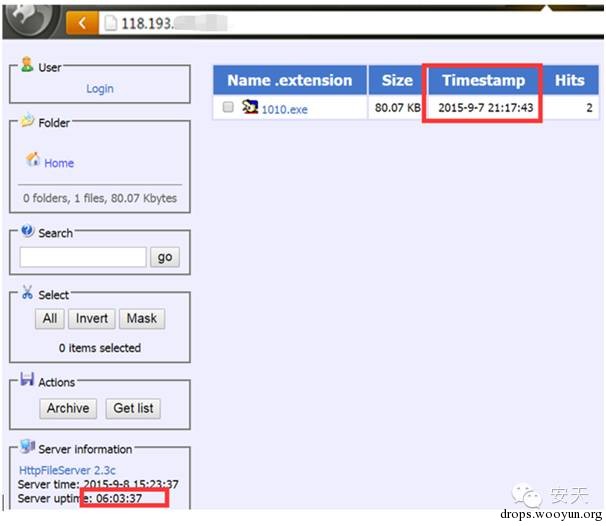 118.193.
User
Login
Folder
Home
0 folders, 1 files, 80.07 Kbytes
Search
go
Select
All Invert Mask
0 items selected
Actions
Archive Get list
Server information
HttpFileServer 2.3c
Server time: 2015-9-8 15:23:37
Server uptime: 06:03:37
Name .extension Size Timestamp Hits
1010.exe 80.07 KB 2015-9-7 21:17:43 2
安天
drops.wooyun.org